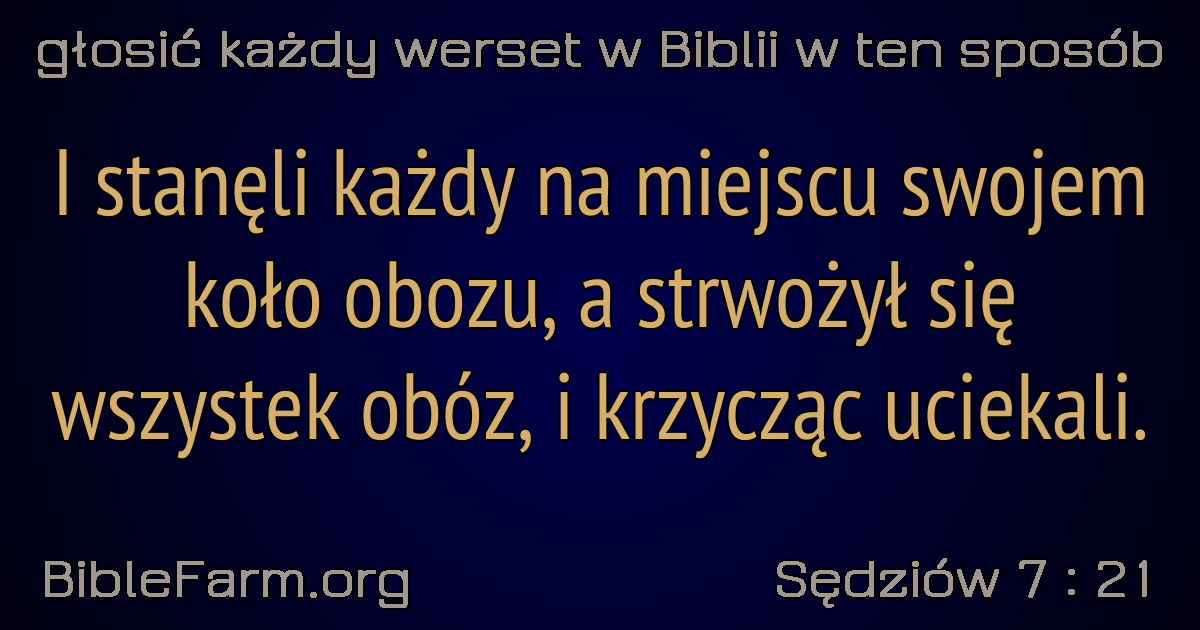 głosić każdy werset w Biblii w ten sposób
I stanęli każdy na miejscu swojem
koło obozu, a strwożył się
wszystek obóz, i krzycząc uciekali.
BibleFarm.org
Sędziów 7 : 21